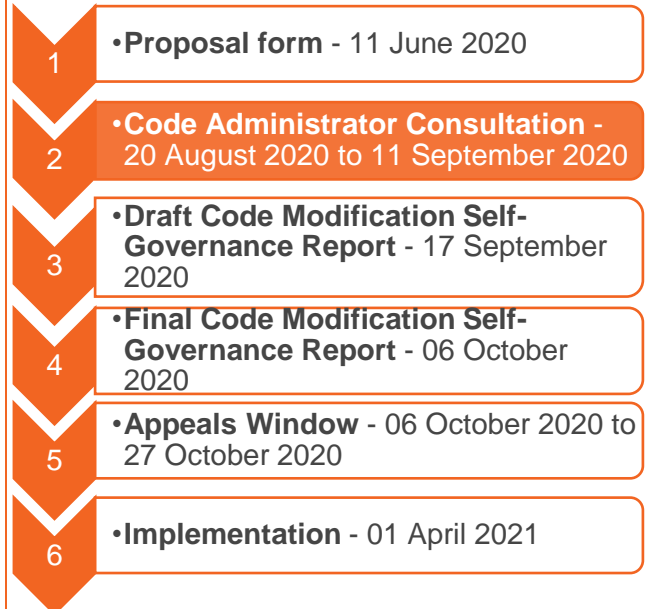 1
•Proposal form - 11 June 2020
2
•Code Administrator Consultation -
20 August 2020 to 11 September 2020
3
•Draft Code Modification Self-
Governance Report - 17 September
2020
4
•Final Code Modification Self-
Governance Report - 06 October
2020
5
•Appeals Window - 06 October 2020 to
27 October 2020
6
•Implementation - 01 April 2021